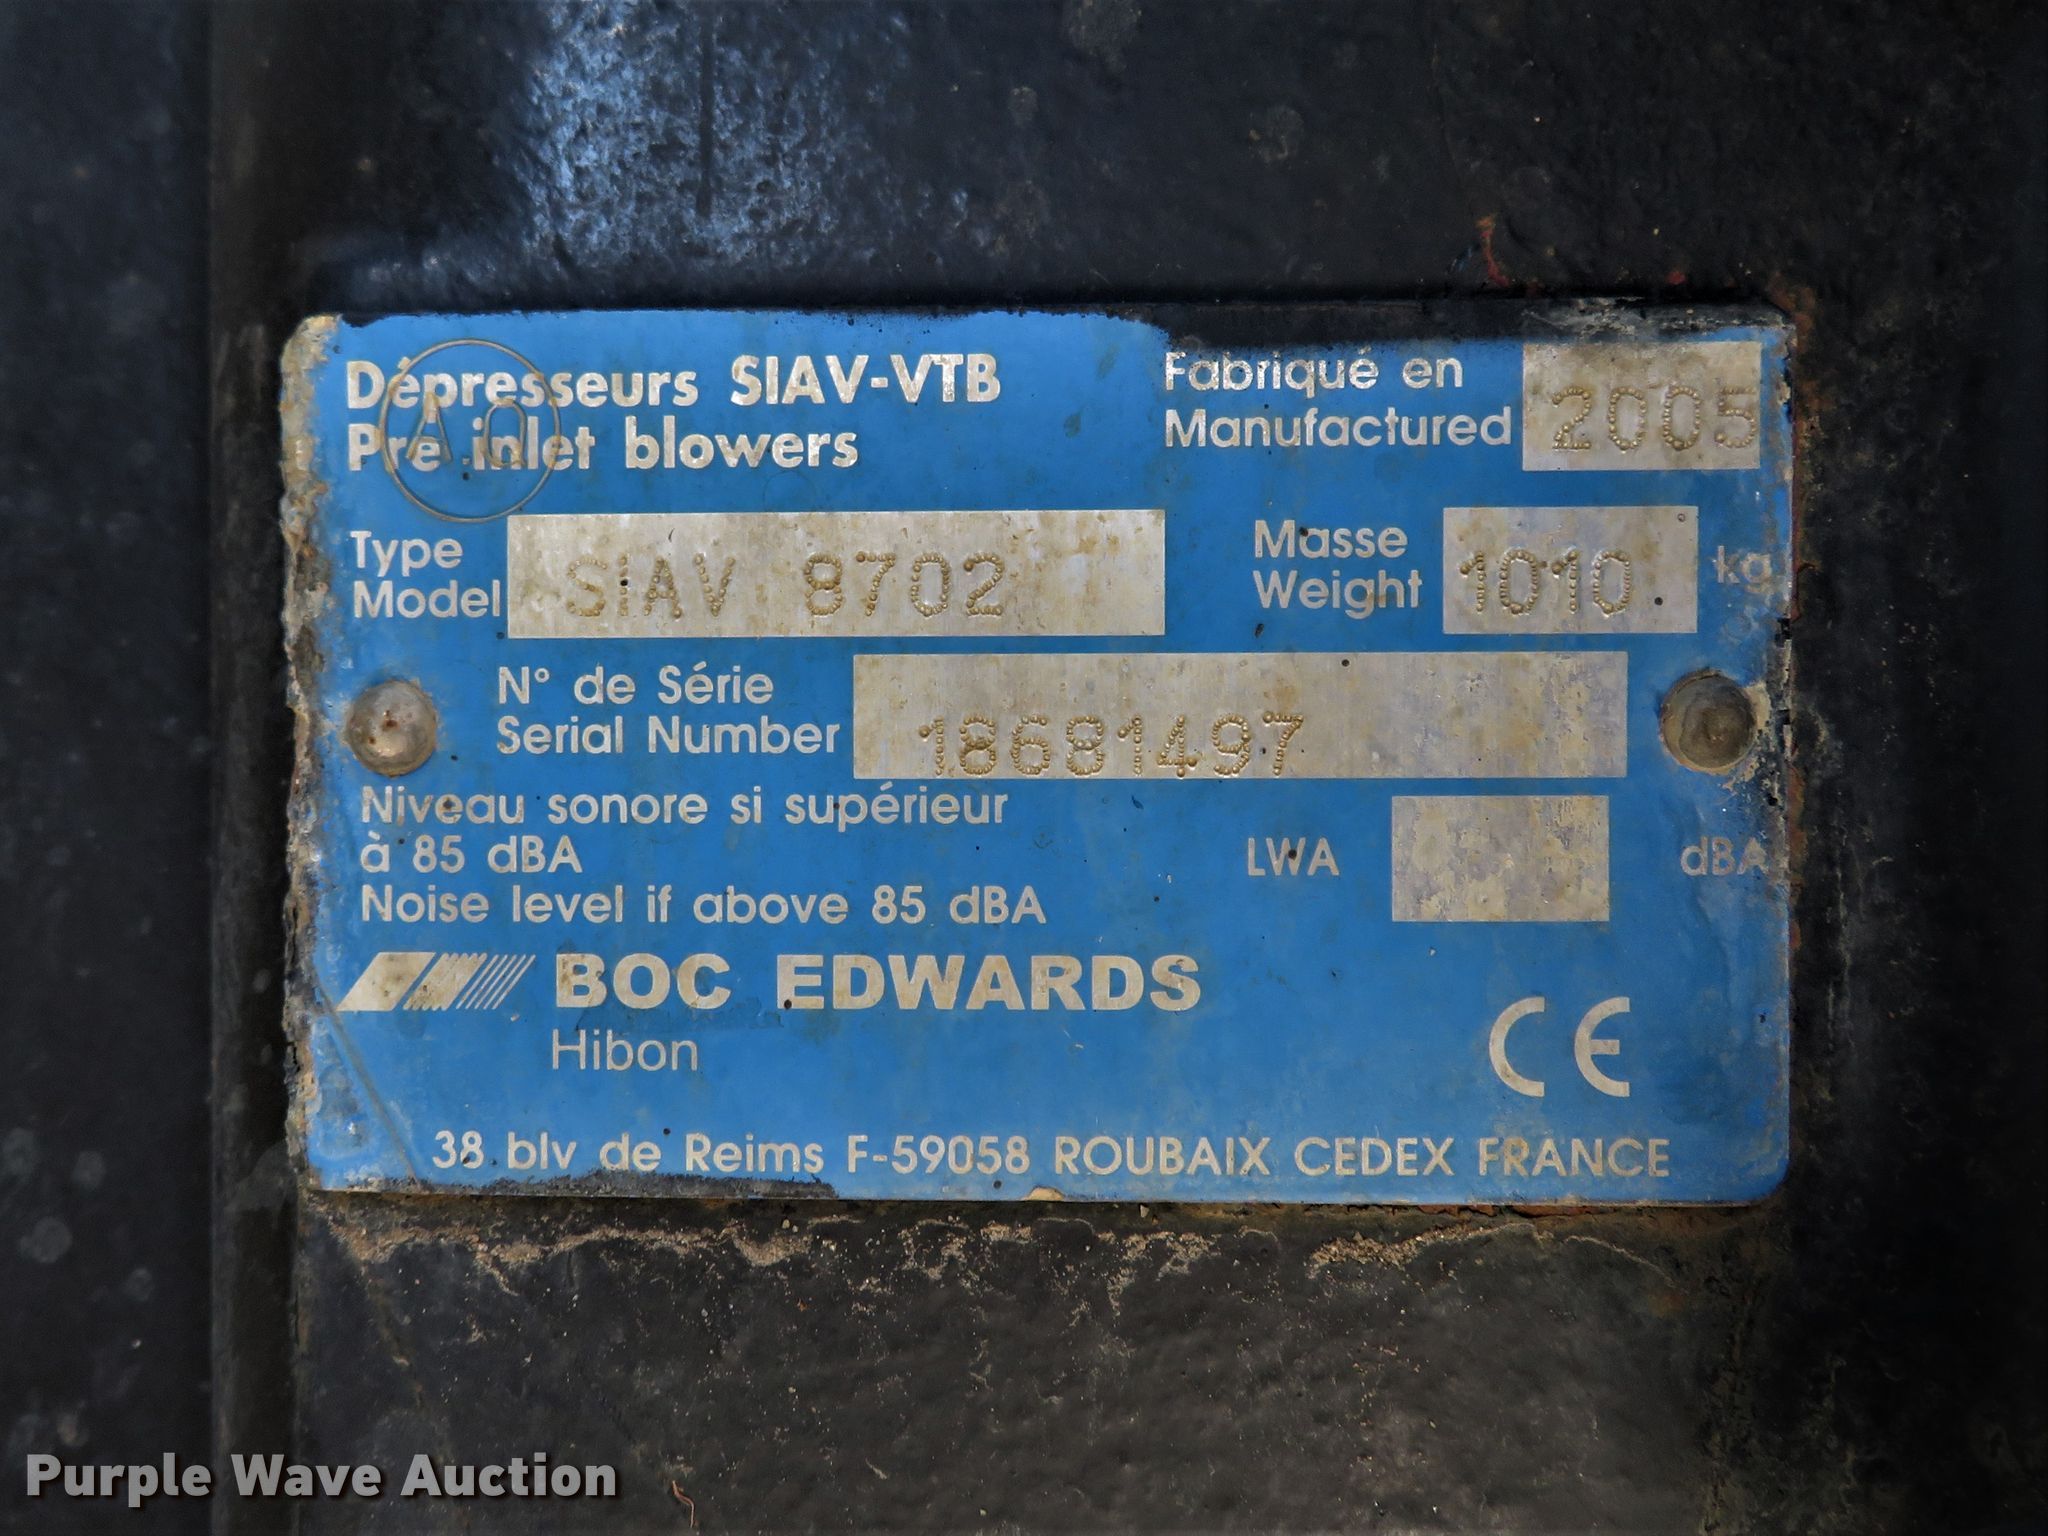 Dépresseurs SIAV-VTB
Pre inlet blowers
AQ
Fabriqué en
Manufactured
2005
Type
Model
SIAV 8702
Masse
Weight
1010
kg
N° de Série
Serial Number
18681497
Niveau sonore si supérieur
à 85 dBA
Noise level if above 85 dBA
LWA
dBA
BOC EDWARDS
Hibon
CE
38 blv de Reims F-59058 ROUBAIX CEDEX FRANCE
Purple Wave Auction